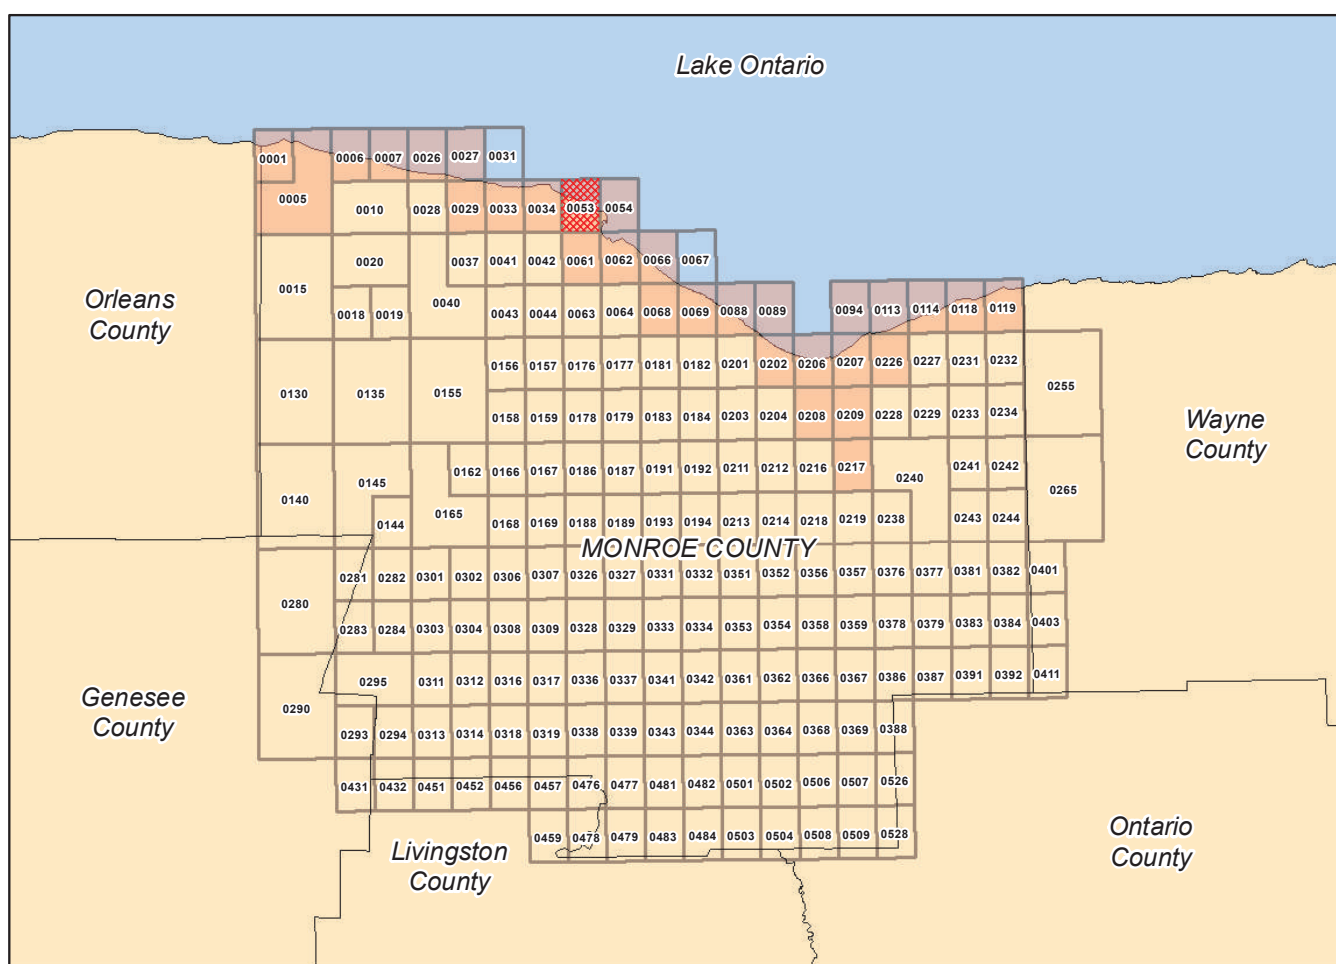 Lake Ontario
0001 0006 0007 0026 0027 0031
0005 0010 0028 0029 0033 0034 0053 0054
0015 0020 0037 0041 0042 0061 0062 0066 0067
Orleans
County
0018 0019 0040 0043 0044 0063 0064 0068 0069 0088 0089 0094 0113 0114 0118 0119
0156 0157 0176 0177 0181 0182 0201 0202 0206 0207 0226 0227 0231 0232
0130 0135 0155 0255
0158 0159 0178 0179 0183 0184 0203 0204 0208 0209 0228 0229 0233 0234
Wayne
County
0162 0166 0167 0186 0187 0191 0192 0211 0212 0216 0217 0240 0241 0242
0140 0145 0265
0144 0165 0168 0169 0188 0189 0193 0194 0213 0214 0218 0219 0238 0243 0244
MONROE COUNTY
0281 0282 0301 0302 0306 0307 0326 0327 0331 0332 0351 0352 0356 0357 0376 0377 0381 0382 0401
0280
0283 0284 0303 0304 0308 0309 0328 0329 0333 0334 0353 0354 0358 0359 0378 0379 0383 0384 0403
0295 0311 0312 0316 0317 0336 0337 0341 0342 0361 0362 0366 0367 0386 0387 0391 0392 0411
Genesee
County
0290
0293 0294 0313 0314 0318 0319 0338 0339 0343 0344 0363 0364 0368 0369 0388
0431 0432 0451 0452 0456 0457 0476 0477 0481 0482 0501 0502 0506 0507 0526
0459 0478 0479 0483 0484 0503 0504 0508 0509 0528
Livingston
County
Ontario
County